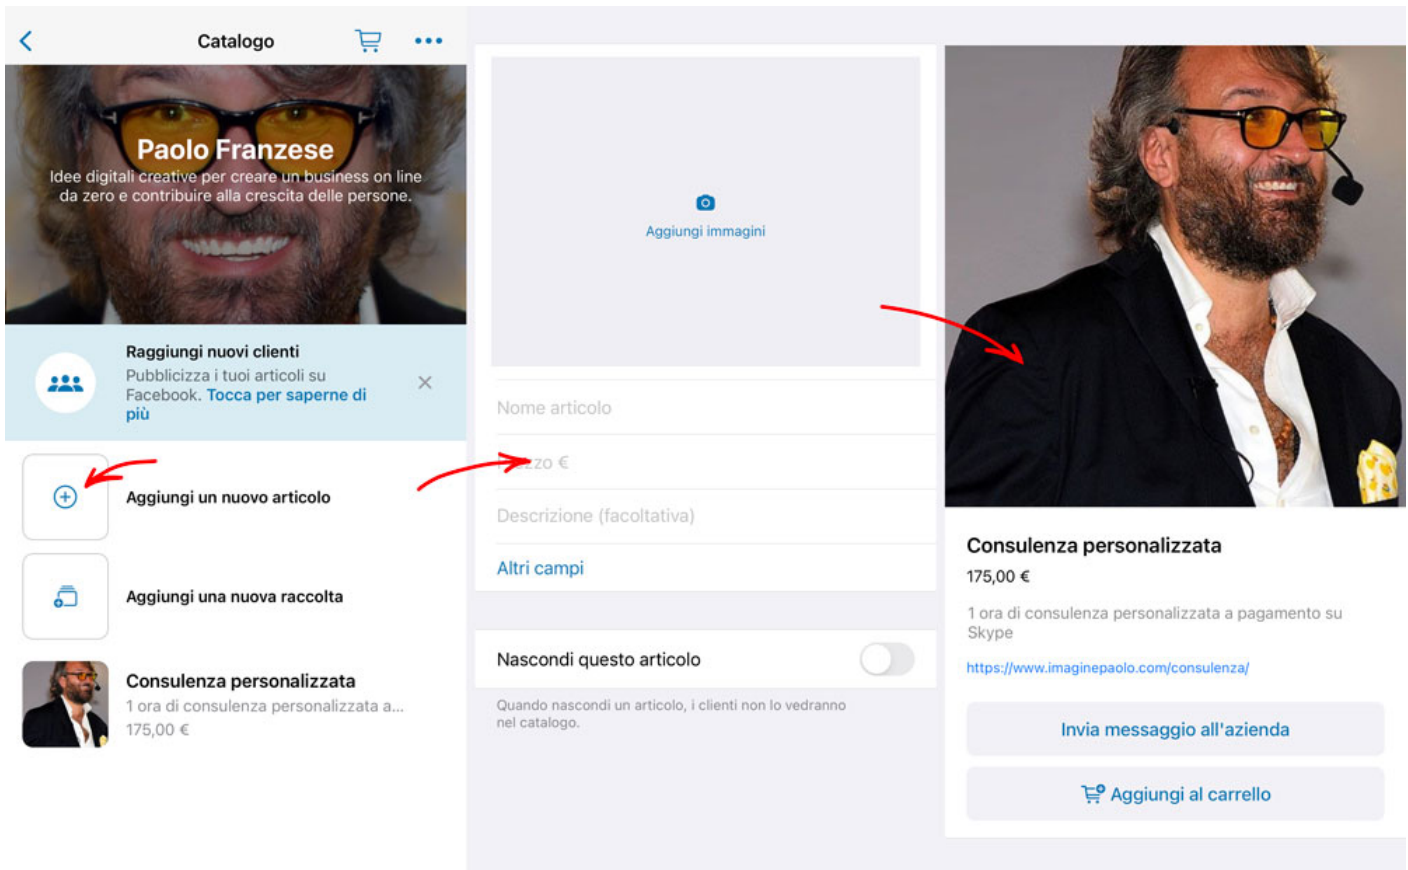 Catalogo
Paolo Franzese
Idee digitali creative per creare un business on line
da zero e contribuire alla crescita delle persone.
Raggiungi nuovi clienti
Pubblicizza i tuoi articoli su
Facebook. Tocca per saperne di
più
Aggiungi un nuovo articolo
Aggiungi una nuova raccolta
Consulenza personalizzata
1 ora di consulenza personalizzata a...
175,00 €
Aggiungi immagini
Nome articolo
Prezzo €
Descrizione (facoltativa)
Altri campi
Nascondi questo articolo
Quando nascondi un articolo, i clienti non lo vedranno
nel catalogo.
Consulenza personalizzata
175,00 €
1 ora di consulenza personalizzata a pagamento su
Skype
https://www.imaginepaolo.com/consulenza/
Invia messaggio all'azienda
Aggiungi al carrello